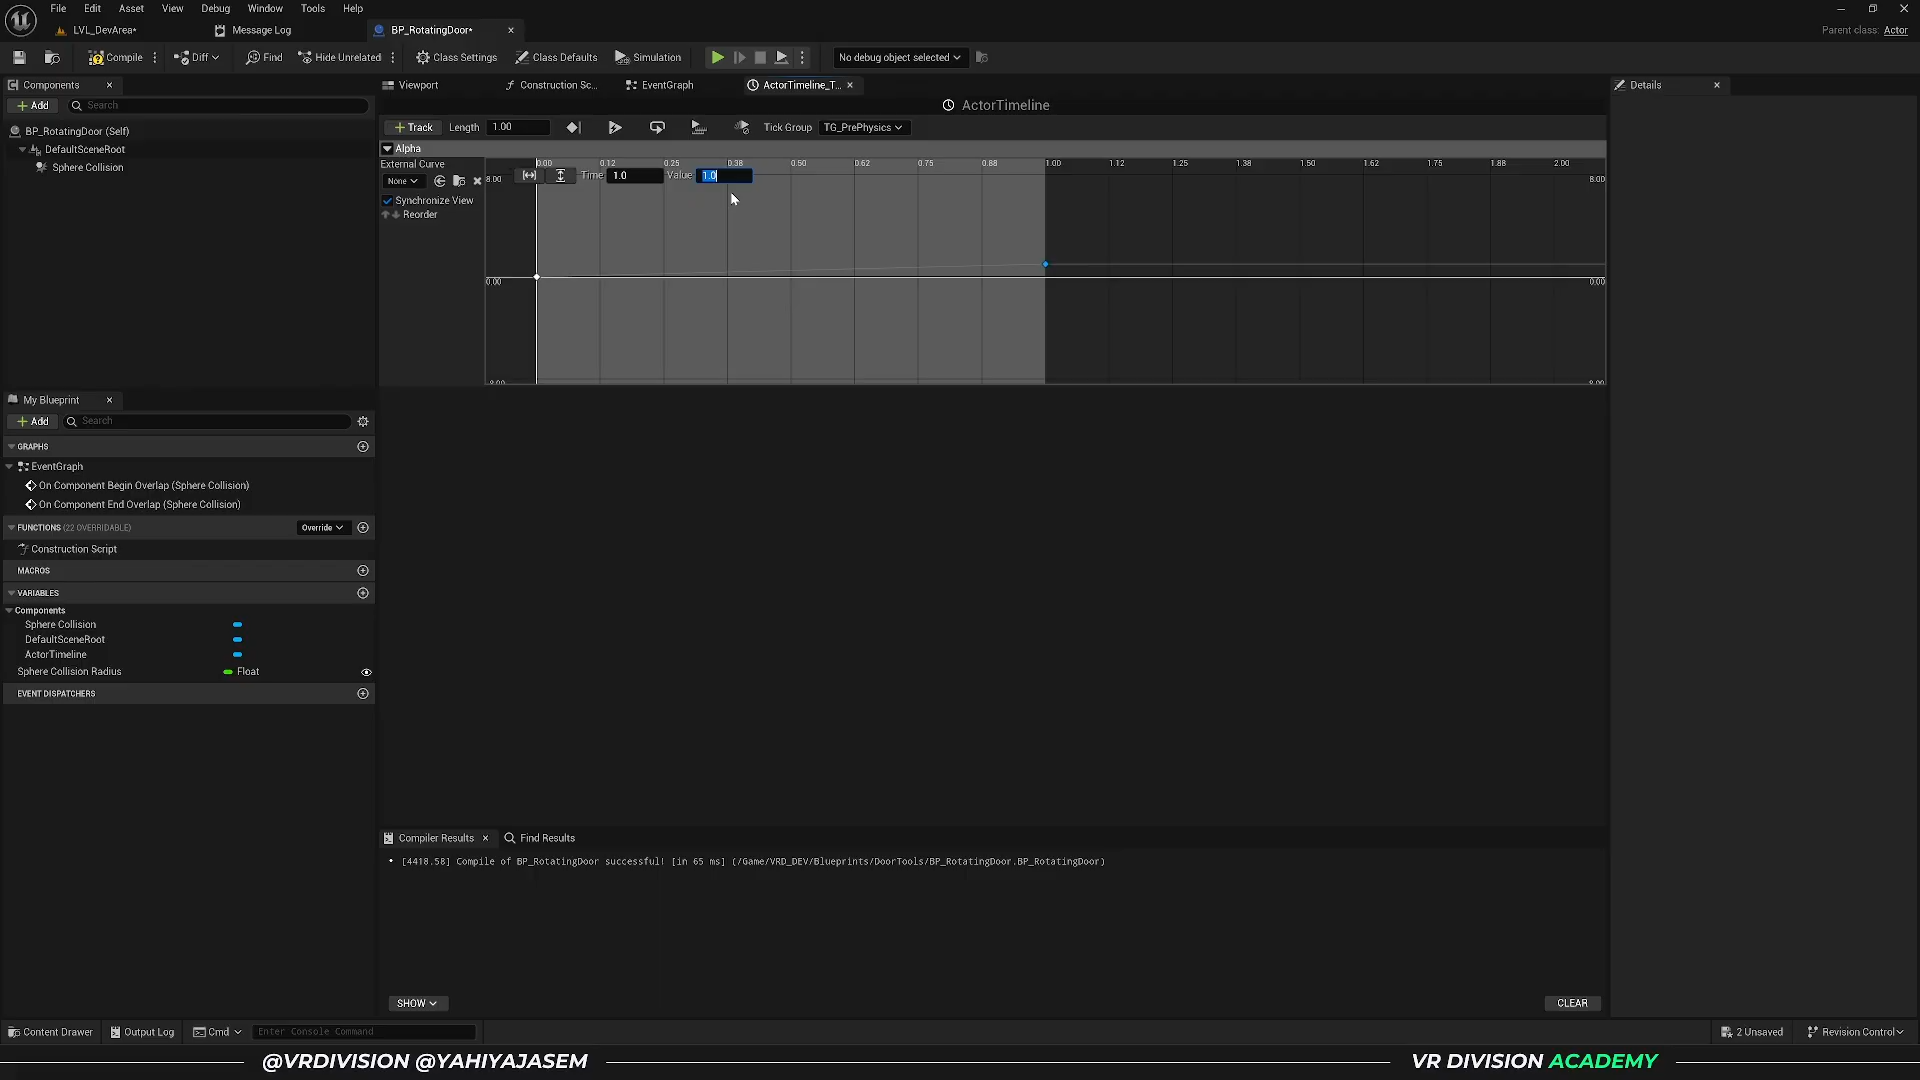 File Edit Asset View Debug Window Tools Help
LVL_DevArea*
Message Log
BP_RotatingDoor*
Parent class: Actor
Compile
Diff
Find
Hide Unrelated
Class Settings
Class Defaults
Simulation
No debug object selected
Components
Viewport
Construction Sc...
EventGraph
ActorTimeline_T...
Details
Add
Search
ActorTimeline
Track
Length
1.00
Tick Group
TG_PrePhysics
BP_RotatingDoor (Self)
DefaultSceneRoot
Sphere Collision
Alpha
External Curve
None
Synchronize View
Reorder
0.00 0.12 0.25 0.38 0.50 0.62 0.75 0.88 1.00 1.12 1.25 1.38 1.50 1.62 1.75 1.88 2.00
Time 1.0 Value 1.0
8.00
8.00
0.00
0.00
My Blueprint
Add
Search
GRAPHS
EventGraph
On Component Begin Overlap (Sphere Collision)
On Component End Overlap (Sphere Collision)
FUNCTIONS (22 OVERRIDABLE)
Override
Construction Script
MACROS
VARIABLES
Components
Sphere Collision
DefaultSceneRoot
ActorTimeline
Sphere Collision Radius
Float
EVENT DISPATCHERS
Compiler Results
Find Results
[4418.58] Compile of BP_RotatingDoor successful! [in 65 ms] (/Game/VRD_DEV/Blueprints/DoorTools/BP_RotatingDoor.BP_RotatingDoor)
SHOW
CLEAR
Content Drawer
Output Log
Cmd
Enter Console Command
2 Unsaved
Revision Control
@VRDIVISION @YAHIYAJASEM
VR DIVISION ACADEMY